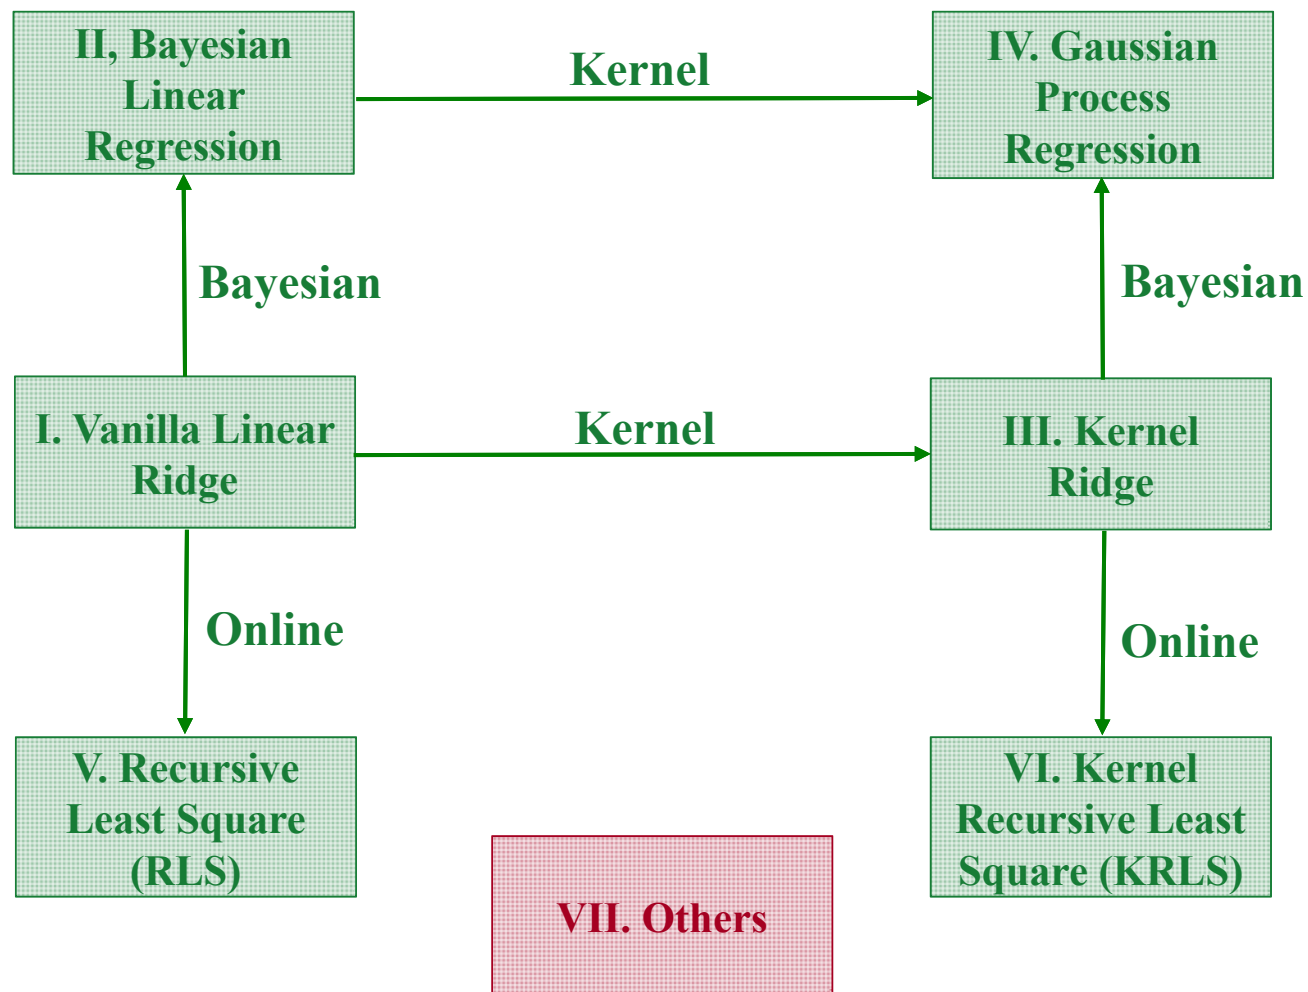 II, Bayesian
Linear
Regression
Kernel
IV. Gaussian
Process
Regression
Bayesian
Bayesian
I. Vanilla Linear
Ridge
Kernel
III. Kernel
Ridge
Online
Online
V. Recursive
Least Square
(RLS)
VI. Kernel
Recursive Least
Square (KRLS)
VII. Others